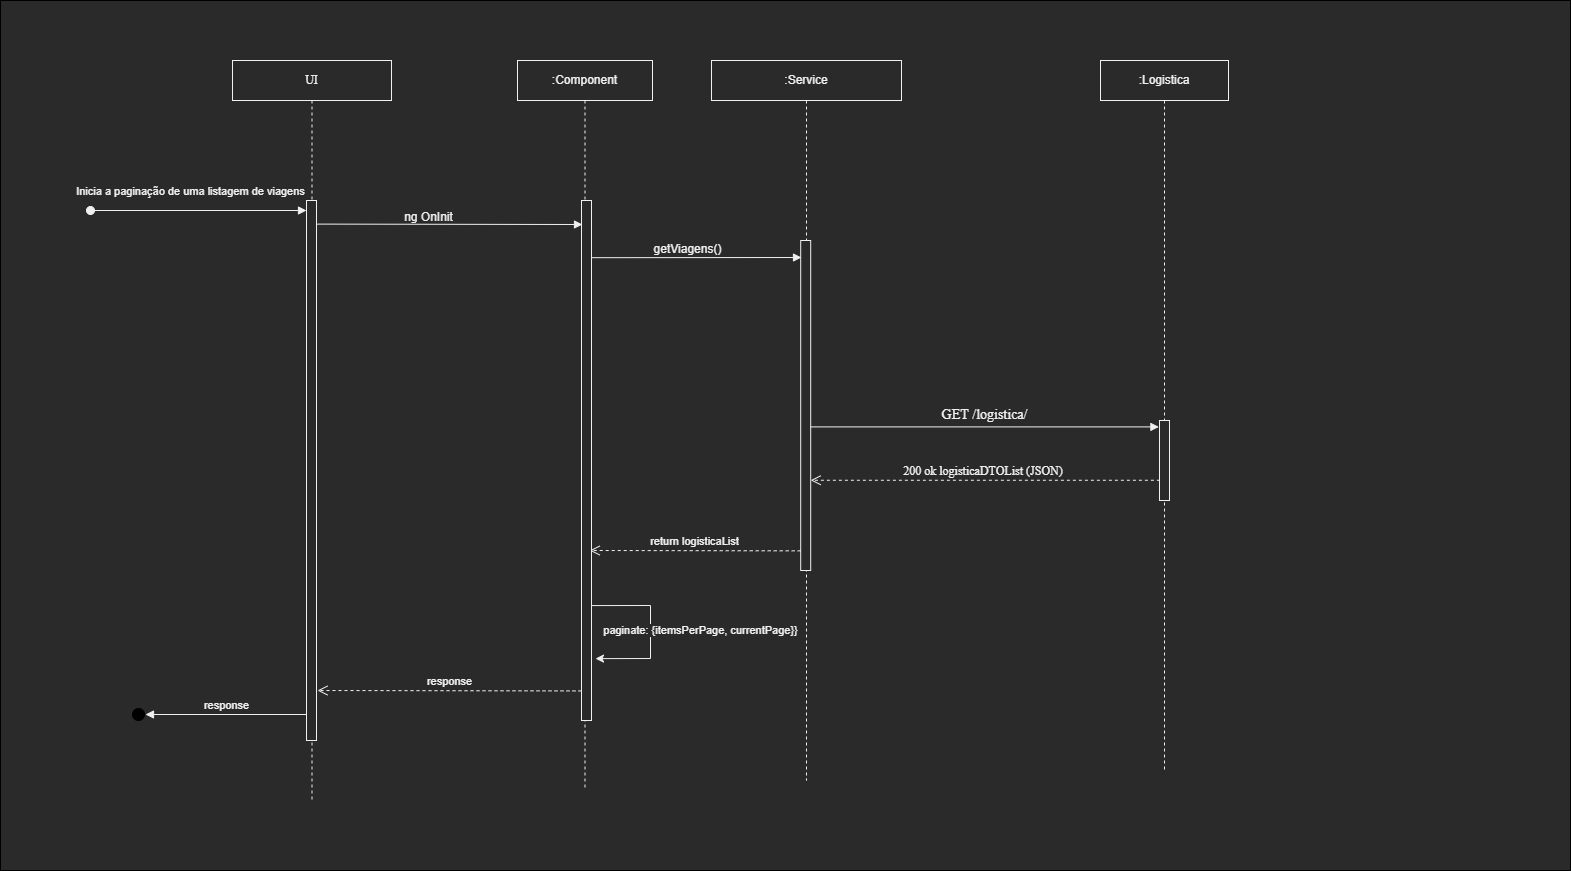 UI
:Component
:Service
:Logistica
Inicia a paginação de uma listagem de viagens
ng OnInit
getViagens()
GET /logistica/
200 ok logisticaDTOList (JSON)
return logisticaList
paginate: {itemsPerPage, currentPage}}
response
response